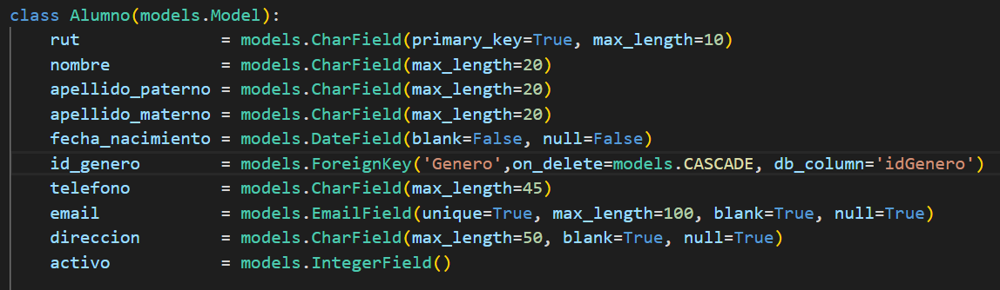 class Alumno(models.Model):
    rut             = models.CharField(primary_key=True, max_length=10)
    nombre          = models.CharField(max_length=20)
    apellido_paterno = models.CharField(max_length=20)
    apellido_materno = models.CharField(max_length=20)
    fecha_nacimiento = models.DateField(blank=False, null=False)
    id_genero       = models.ForeignKey('Genero',on_delete=models.CASCADE, db_column='idGenero')
    telefono        = models.CharField(max_length=45)
    email           = models.EmailField(unique=True, max_length=100, blank=True, null=True)
    direccion       = models.CharField(max_length=50, blank=True, null=True)
    activo          = models.IntegerField()